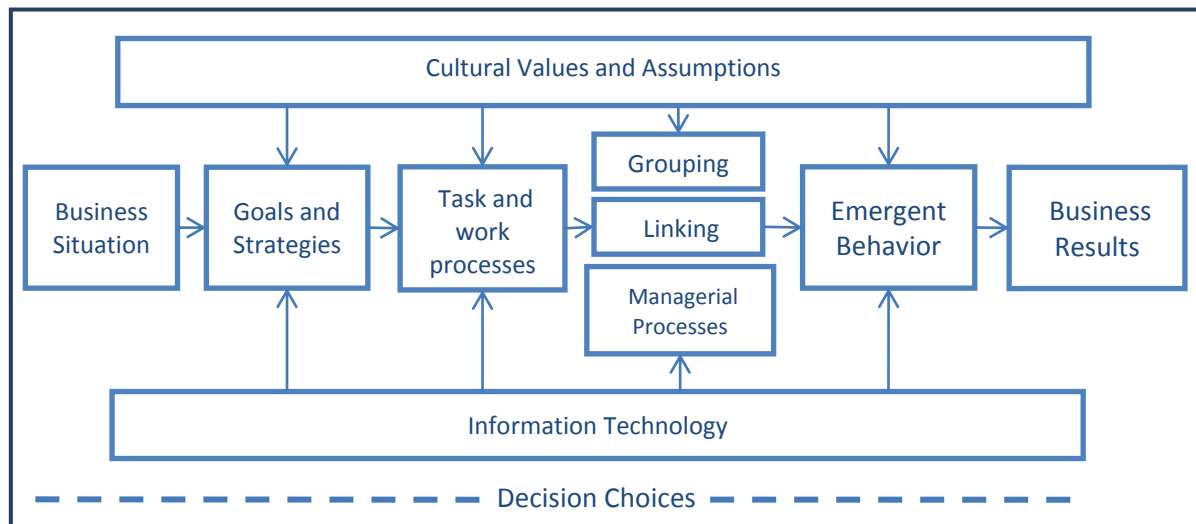 Cultural Values and Assumptions
Business
Situation
Goals and
Strategies
Task and
work
processes
Grouping
Linking
Managerial
Processes
Emergent
Behavior
Business
Results
Information Technology
Decision Choices